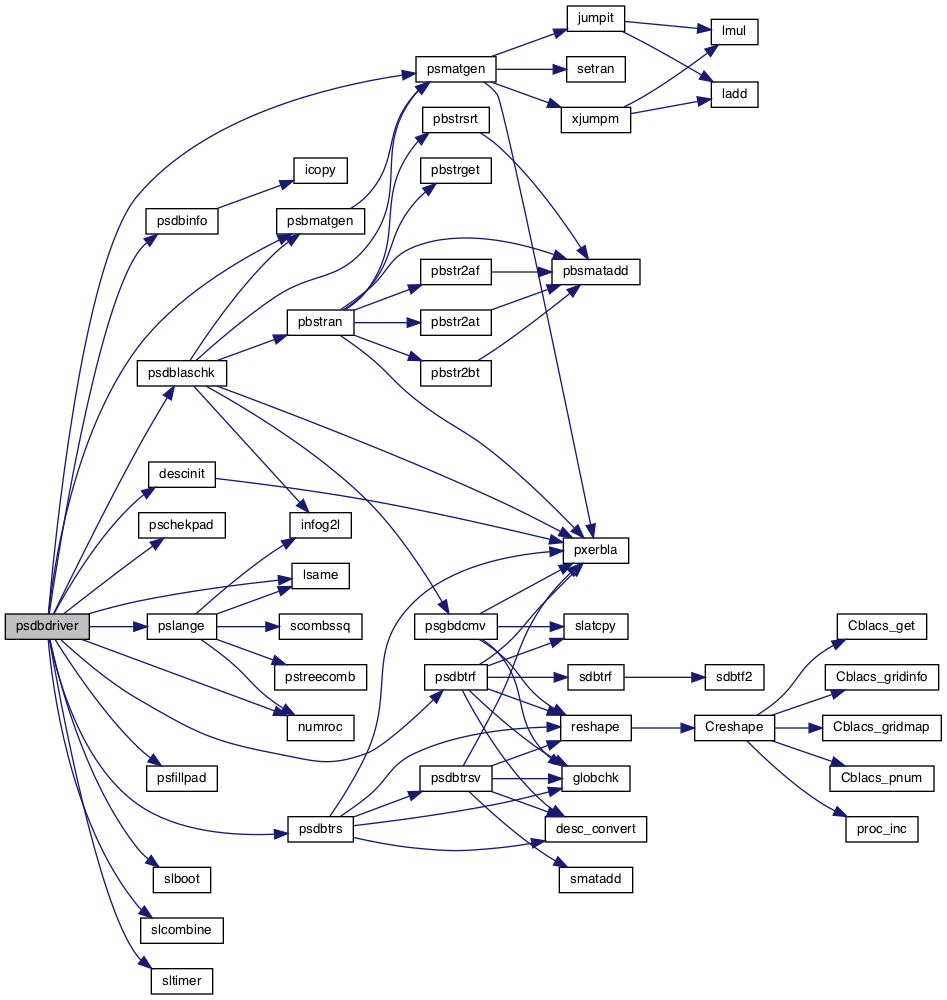 jumpit
lmul
psmatgen
setran
ladd
pbstrsrt
xjumpm
icopy
pbstrget
psdbinfo
psbmatgen
pbstr2af
pbsmatadd
pbstran
pbstr2at
psdblaschk
pbstr2bt
descinit
pschekpad
infog2l
pxerbla
lsame
psdbdriver
pslange
scombssq
psgbdcmv
slatcpy
Cblacs_get
pstreecomb
psdbtrf
sdbtrf
sdbtf2
Cblacs_gridinfo
numroc
reshape
Creshape
Cblacs_gridmap
psfillpad
psdbtrsv
globchk
Cblacs_pnum
psdbtrs
desc_convert
proc_inc
slboot
smatadd
slcombine
sltimer